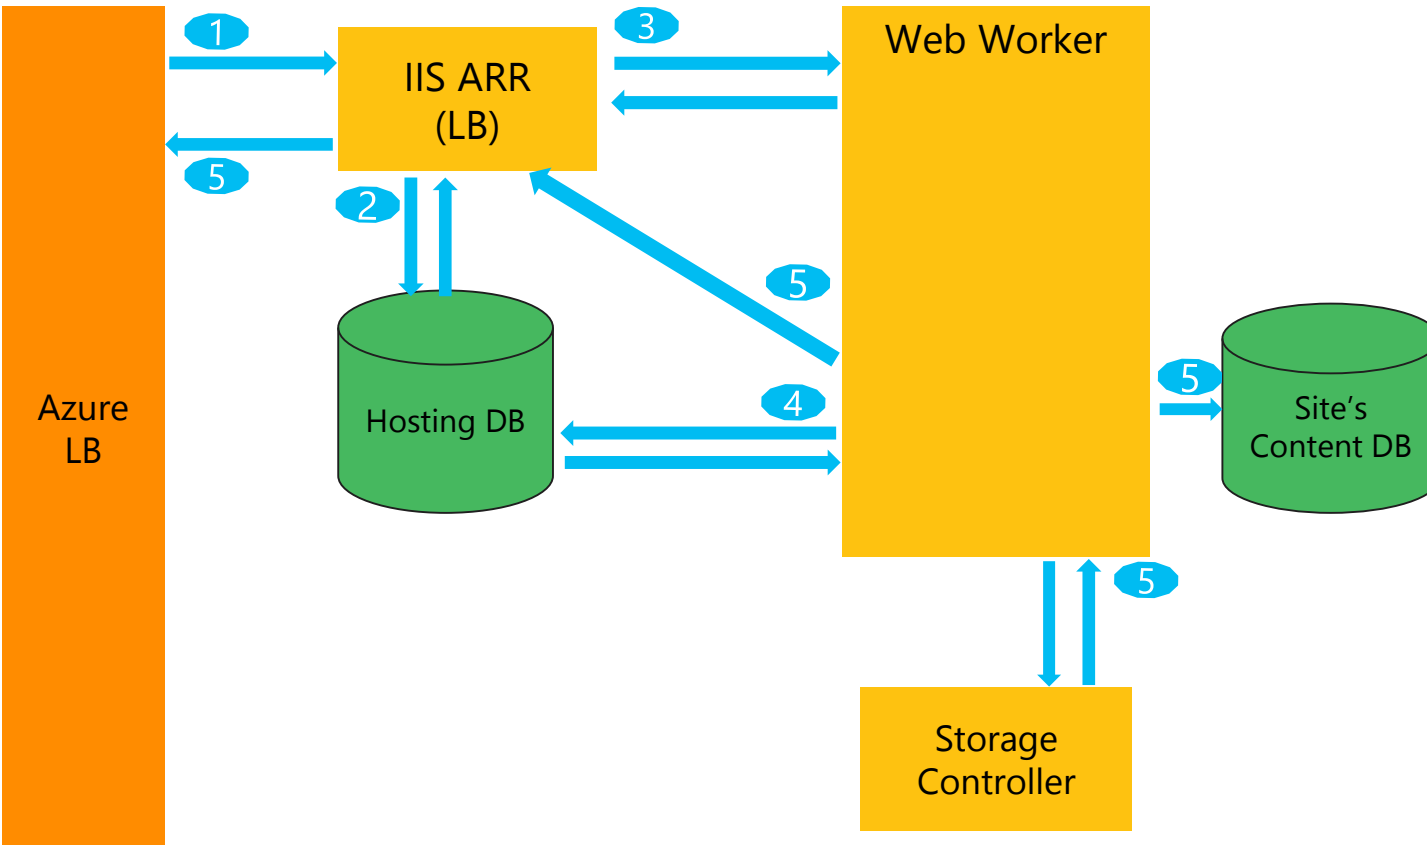 1
3
Web Worker
IIS ARR
(LB)
5
2
5
Azure
LB
Hosting DB
4
5
Site’s
Content DB
5
Storage
Controller